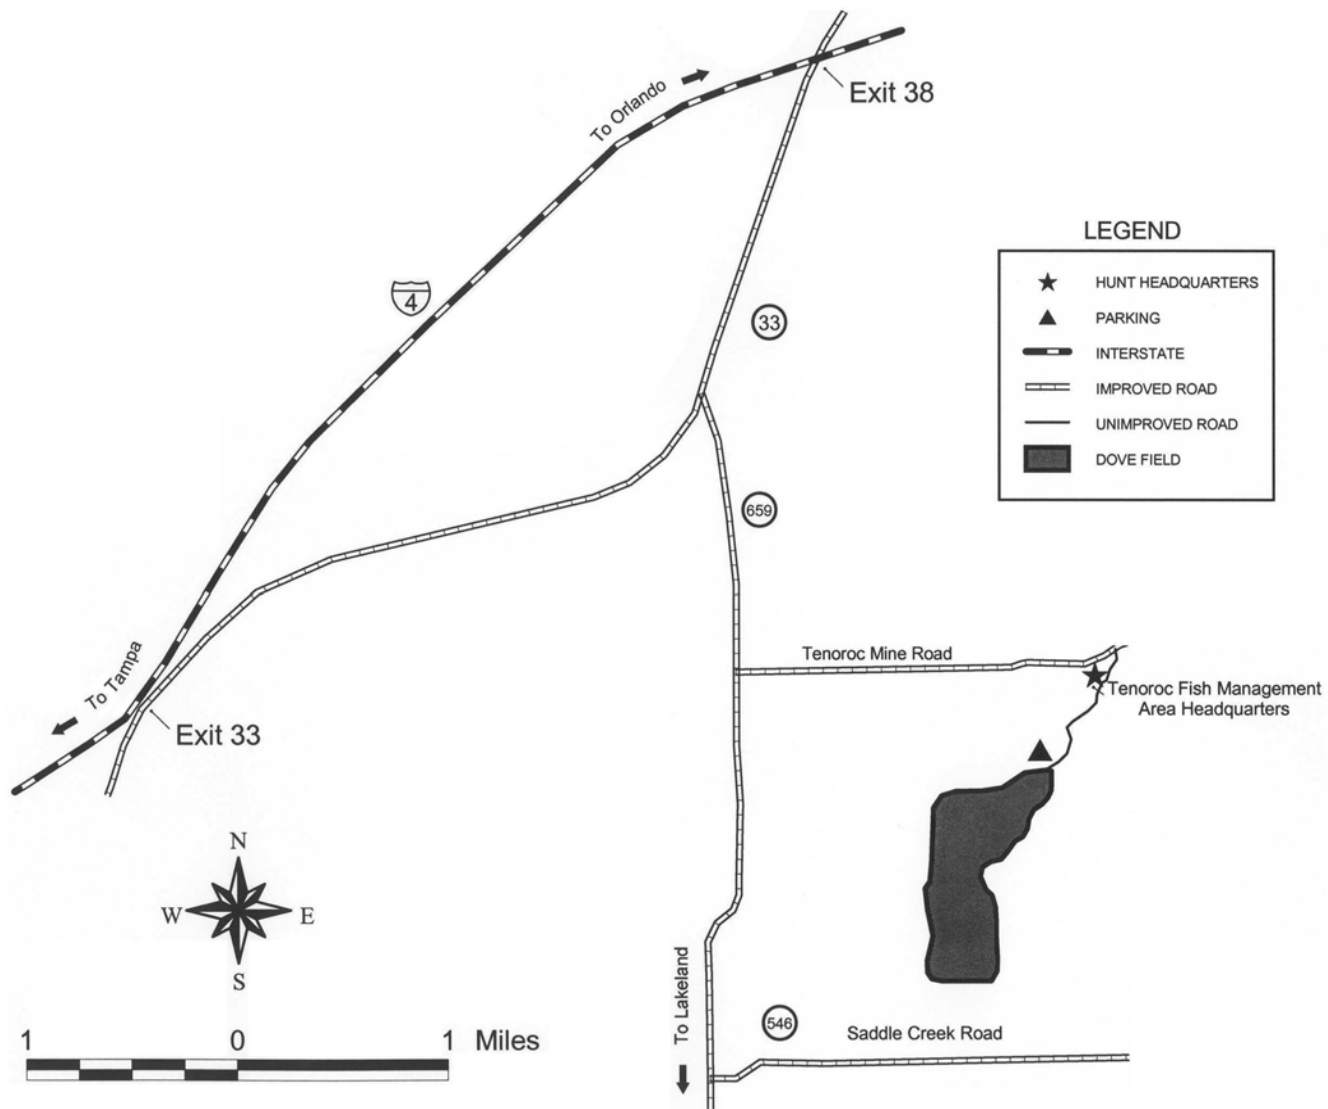 To Orlando
Exit 38
LEGEND
HUNT HEADQUARTERS
PARKING
INTERSTATE
IMPROVED ROAD
UNIMPROVED ROAD
DOVE FIELD
4
33
659
To Tampa
Exit 33
Tenoroc Mine Road
Tenoroc Fish Management
Area Headquarters
N
W E
S
To Lakeland
546
Saddle Creek Road
1 0 1 Miles